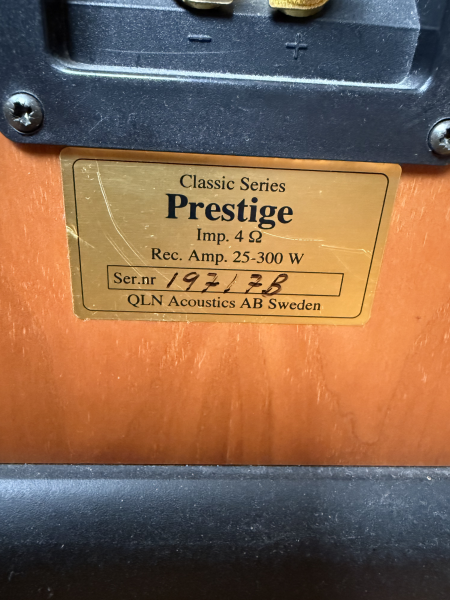 − +
Classic Series
Prestige
Imp. 4 Ω
Rec. Amp. 25-300 W
Ser.nr 19717B
QLN Acoustics AB Sweden